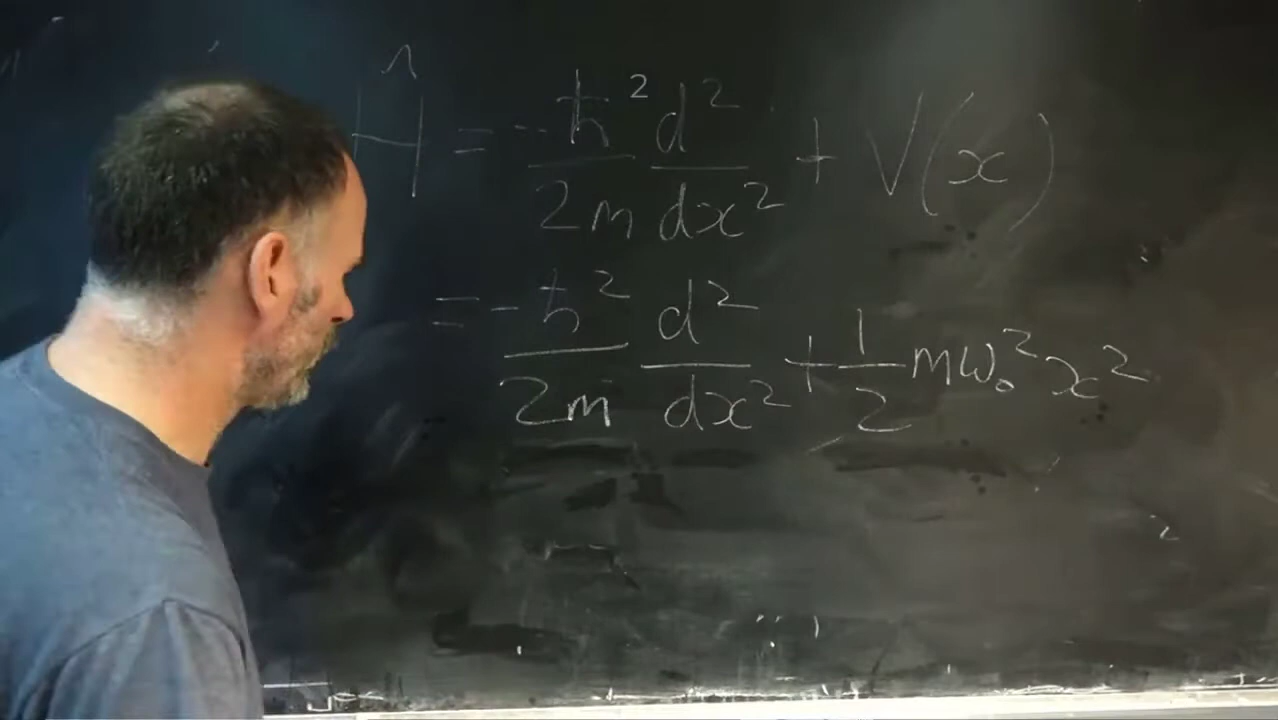 Ĥ = -ħ²/2m d²/dx² + V(x)
= -ħ²/2m d²/dx² + 1/2 mω₀²x²